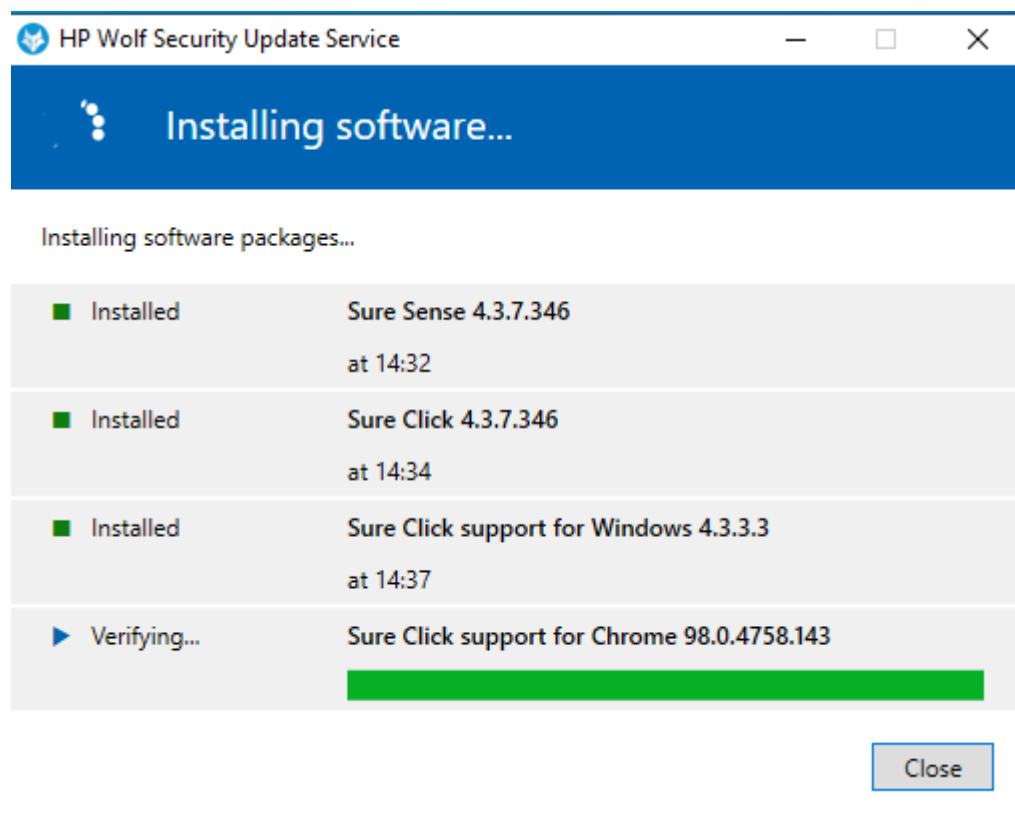 HP Wolf Security Update Service
Installing software...
Installing software packages...
Installed Sure Sense 4.3.7.346
at 14:32
Installed Sure Click 4.3.7.346
at 14:34
Installed Sure Click support for Windows 4.3.3.3
at 14:37
Verifying... Sure Click support for Chrome 98.0.4758.143
Close